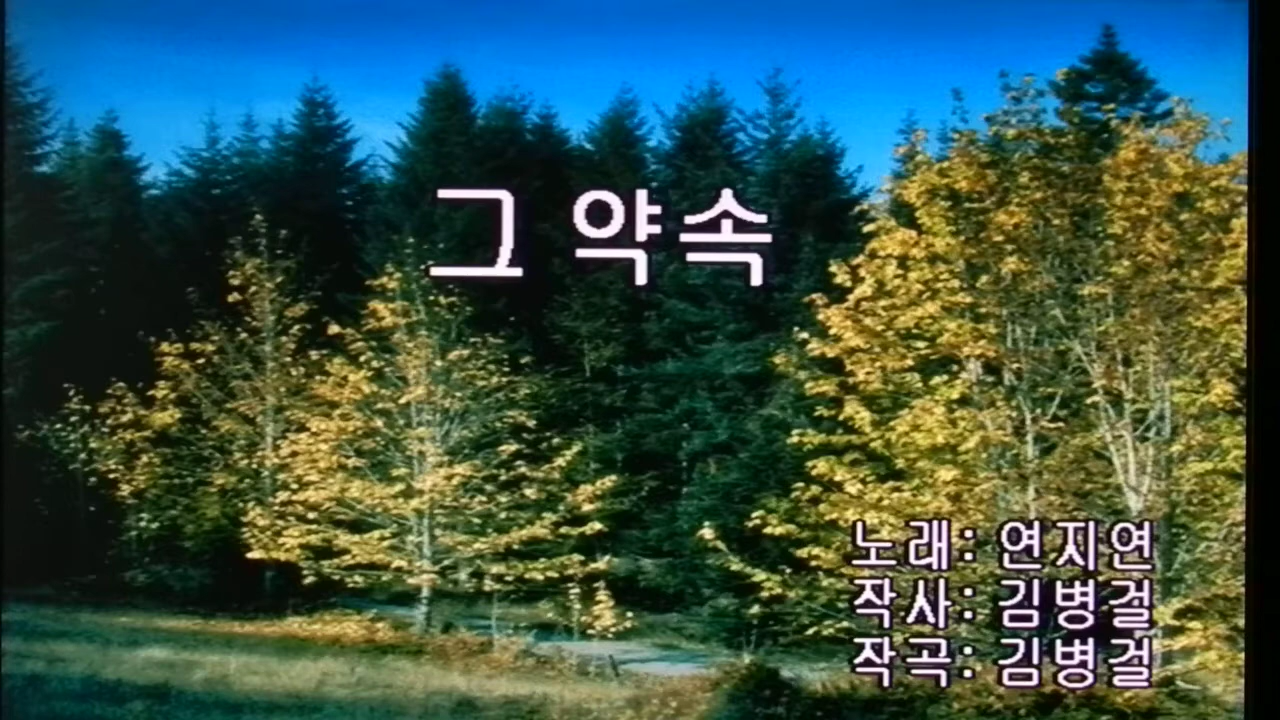 그 약속
노래: 연지연
작사: 김병걸
작곡: 김병걸